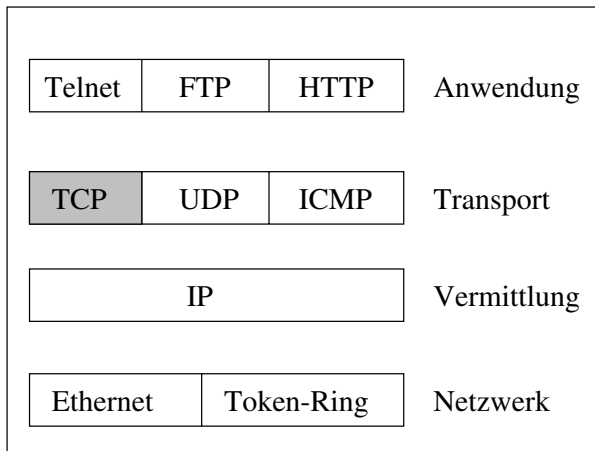 Telnet FTP HTTP Anwendung
TCP UDP ICMP Transport
IP Vermittlung
Ethernet Token-Ring Netzwerk